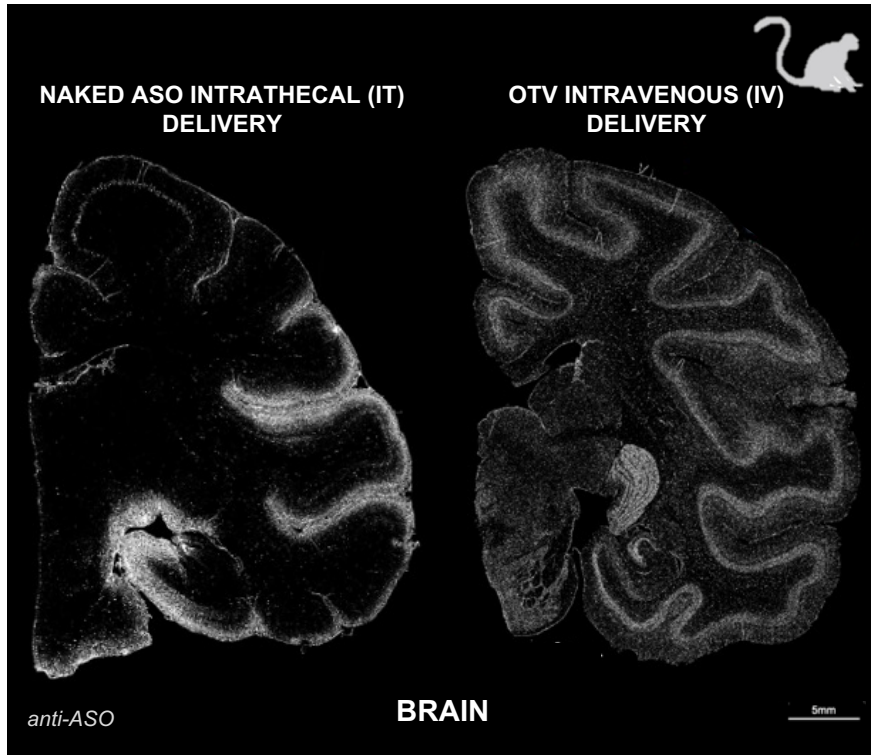 NAKED ASO INTRATHECAL (IT)
DELIVERY
OTV INTRAVENOUS (IV)
DELIVERY
anti-ASO
BRAIN
5mm